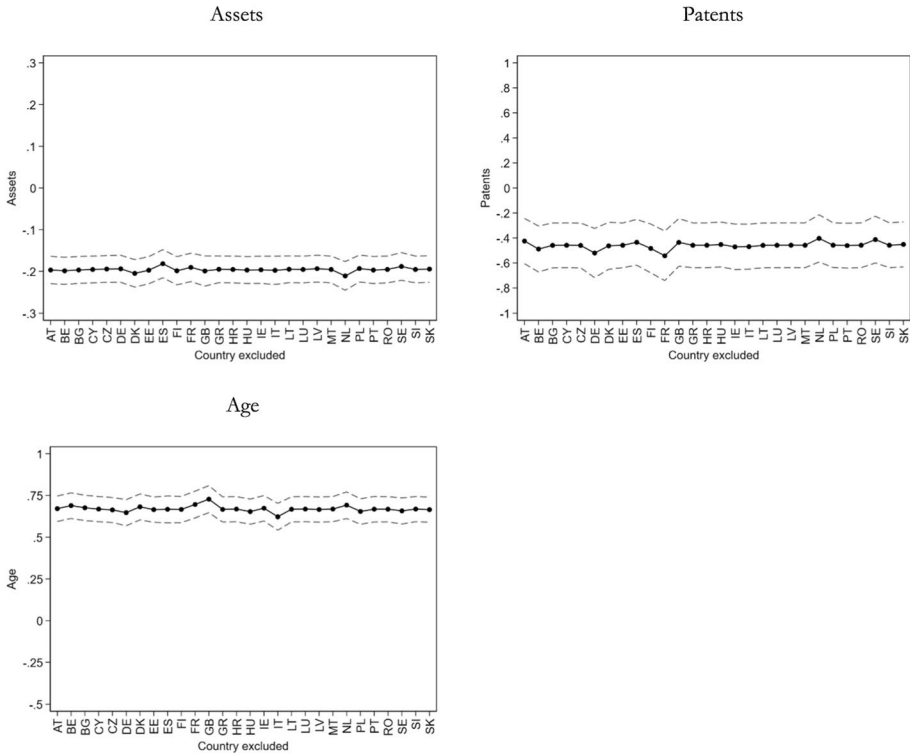 Assets
.3
.2
.1
0
-.1
-.2
-.3
Assets
AT BE BG CY CZ DE DK EE ES FI FR GB GR HR HU IE IT LT LU LV MT NL PL PT RO SE SI SK
Country excluded
Patents
1
.8
.6
.4
.2
0
-.2
-.4
-.6
-.8
-1
Patents
AT BE BG CY CZ DE DK EE ES FI FR GB GR HR HU IE IT LT LU LV MT NL PL PT RO SE SI SK
Country excluded
Age
1
.75
.5
.25
0
-.25
-.5
Age
AT BE BG CY CZ DE DK EE ES FI FR GB GR HR HU IE IT LT LU LV MT NL PL PT RO SE SI SK
Country excluded